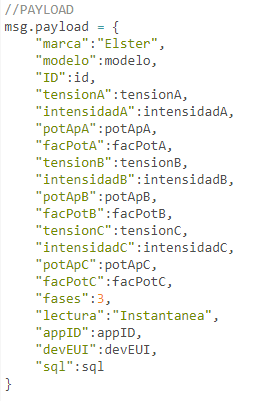 //PAYLOAD
msg.payload = {
    "marca":"Elster",
    "modelo":modelo,
    "ID":id,
    "tensionA":tensionA,
    "intensidadA":intensidadA,
    "potApA":potApA,
    "facPotA":facPotA,
    "tensionB":tensionB,
    "intensidadB":intensidadB,
    "potApB":potApB,
    "facPotB":facPotB,
    "tensionC":tensionC,
    "intensidadC":intensidadC,
    "potApC":potApC,
    "facPotC":facPotC,
    "fases":3,
    "lectura":"Instantanea",
    "appID":appID,
    "devEUI":devEUI,
    "sql":sql
}